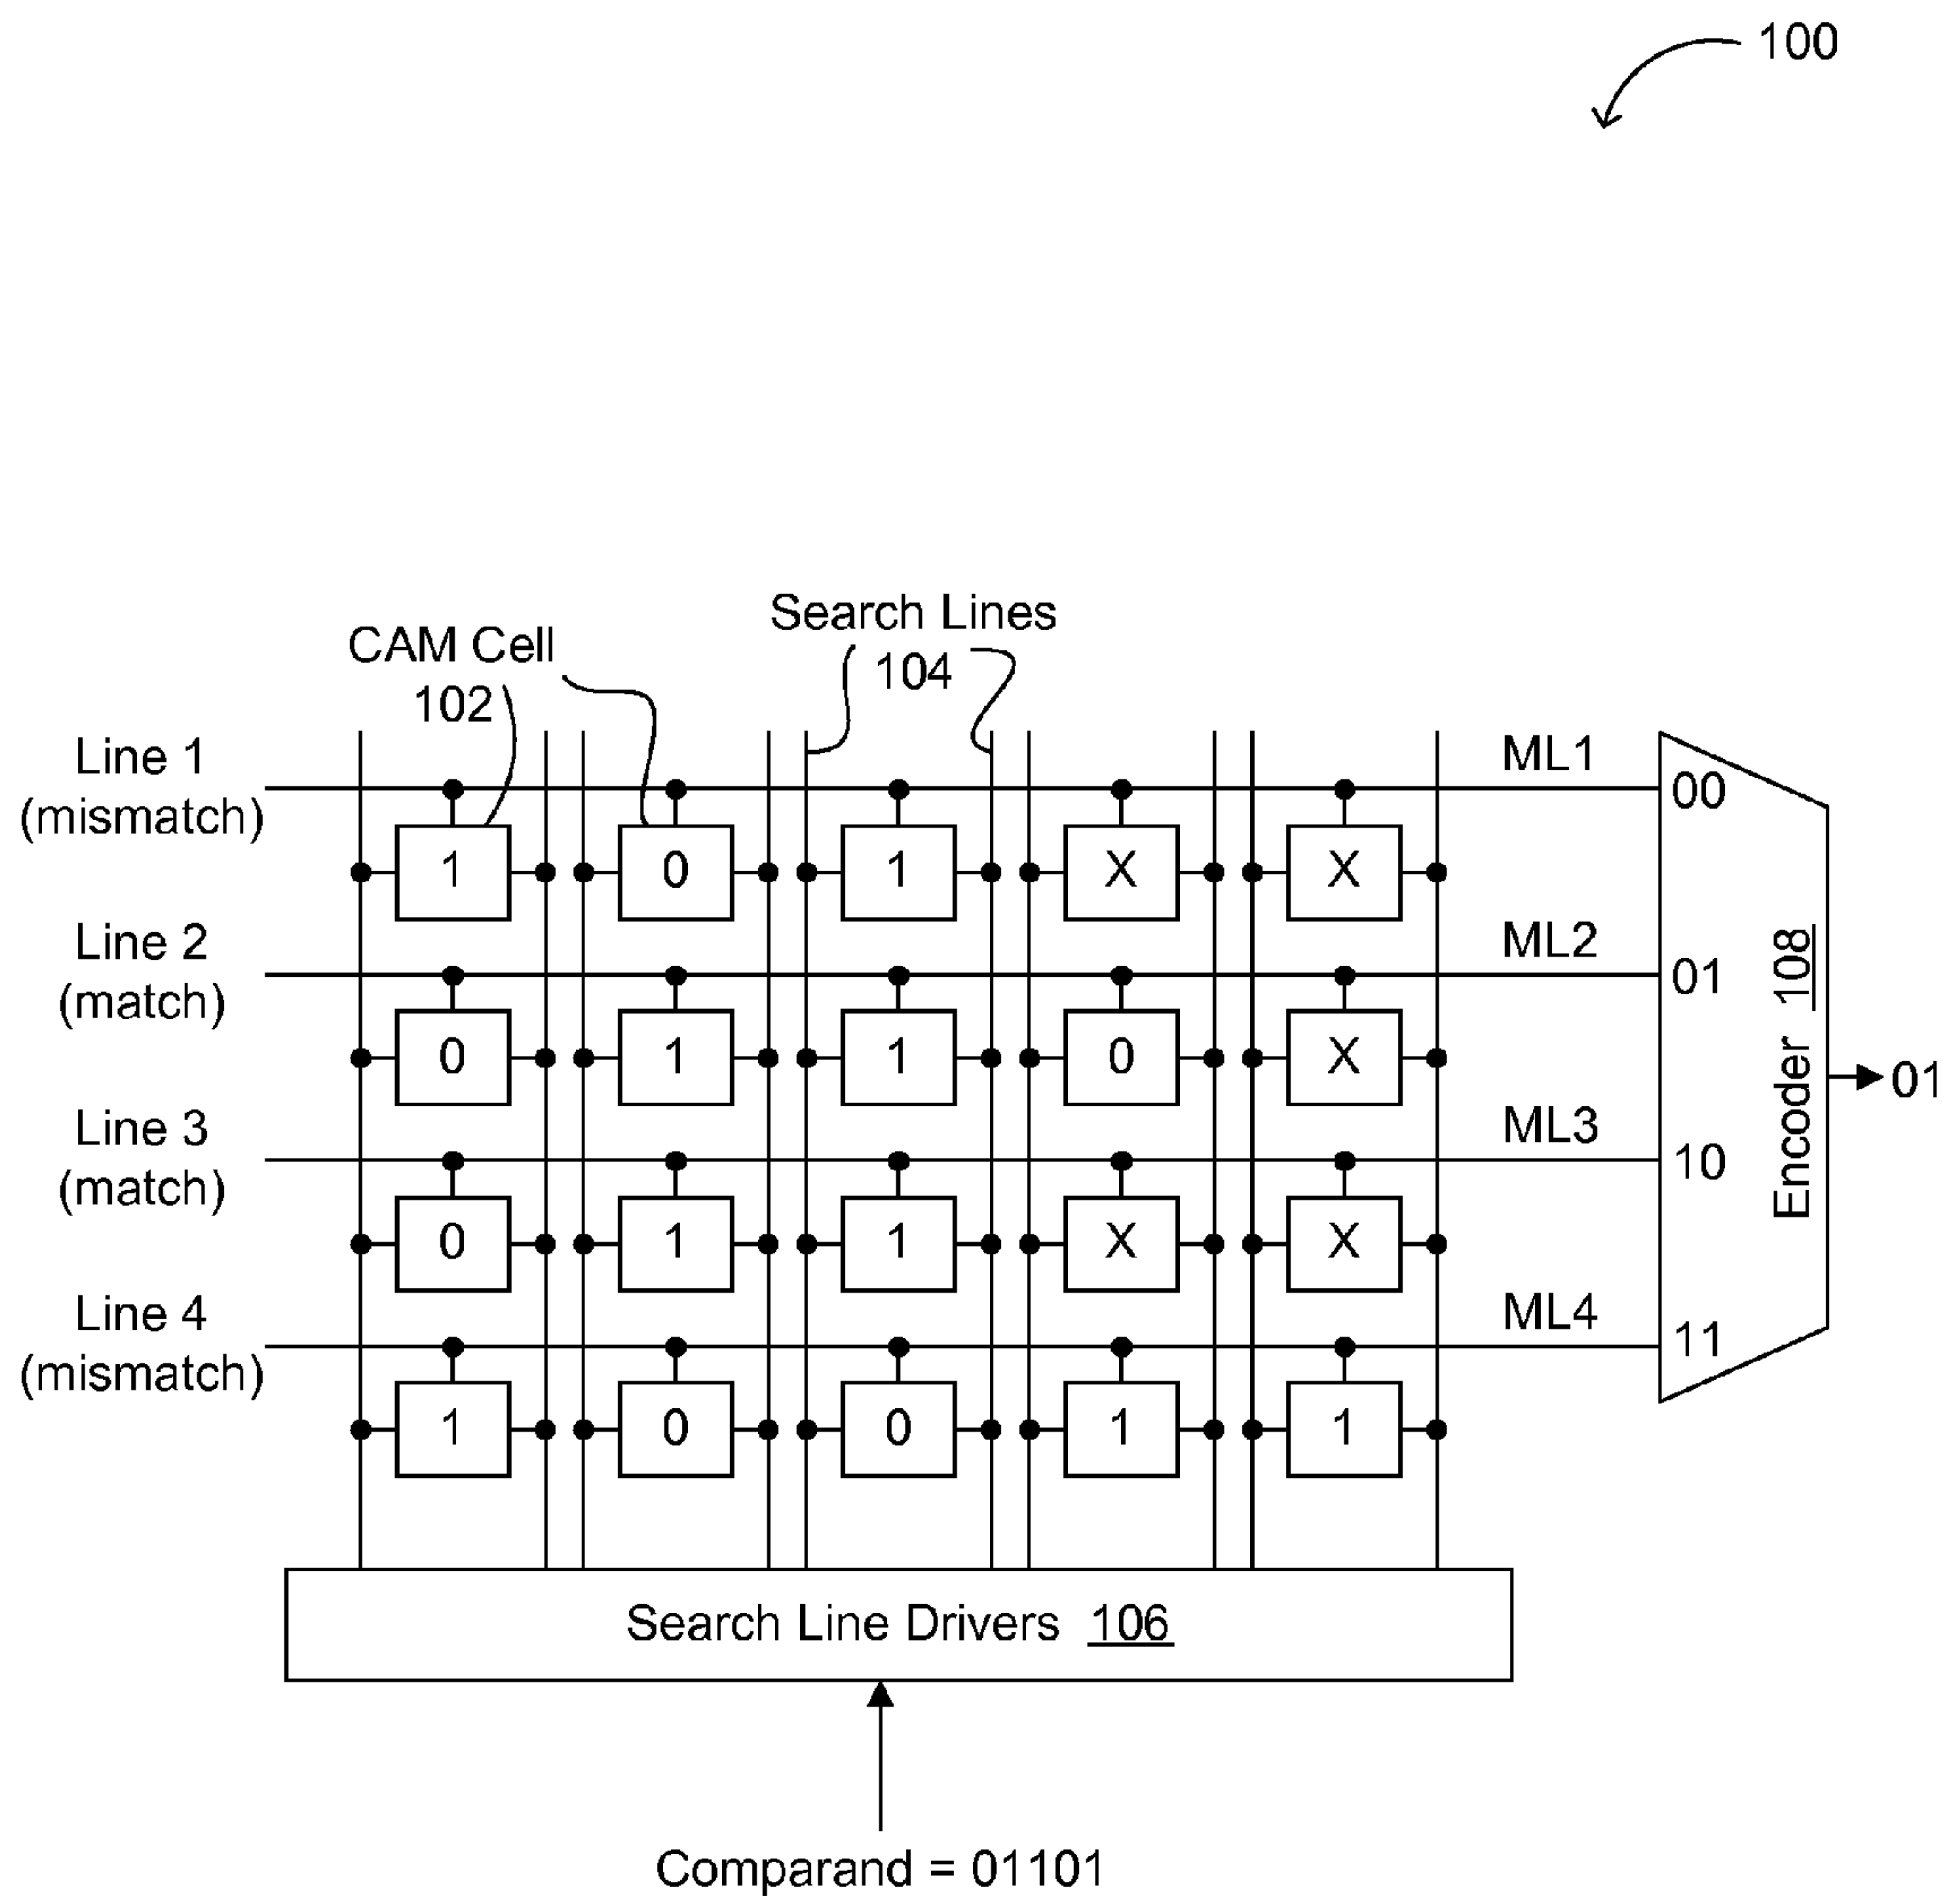 100
Search Lines
104
CAM Cell
102
Line 1
(mismatch)
ML1
00
1 0 1 X X
Line 2
(match)
ML2
01
0 1 1 0 X
Encoder 108
01
Line 3
(match)
ML3
10
0 1 1 X X
Line 4
(mismatch)
ML4
11
1 0 0 1 1
Search Line Drivers 106
Comparand = 01101